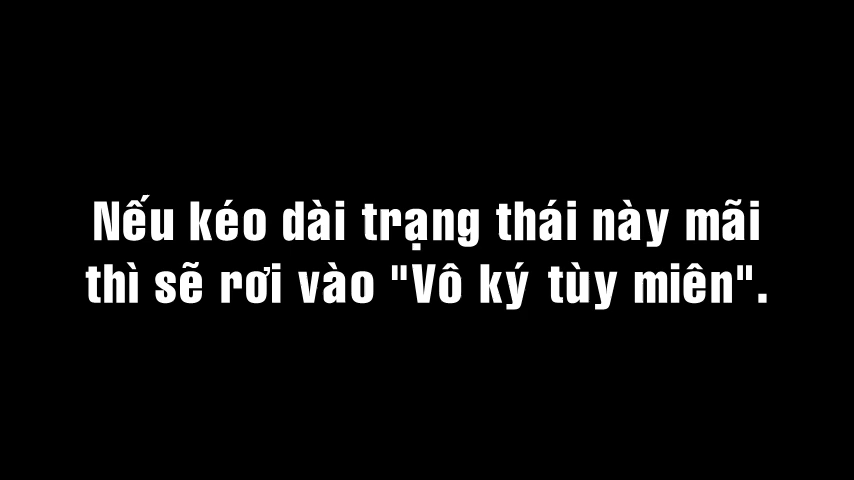 Nếu kéo dài trạng thái này mãi
thì sẽ rơi vào "Vô ký tùy miên".